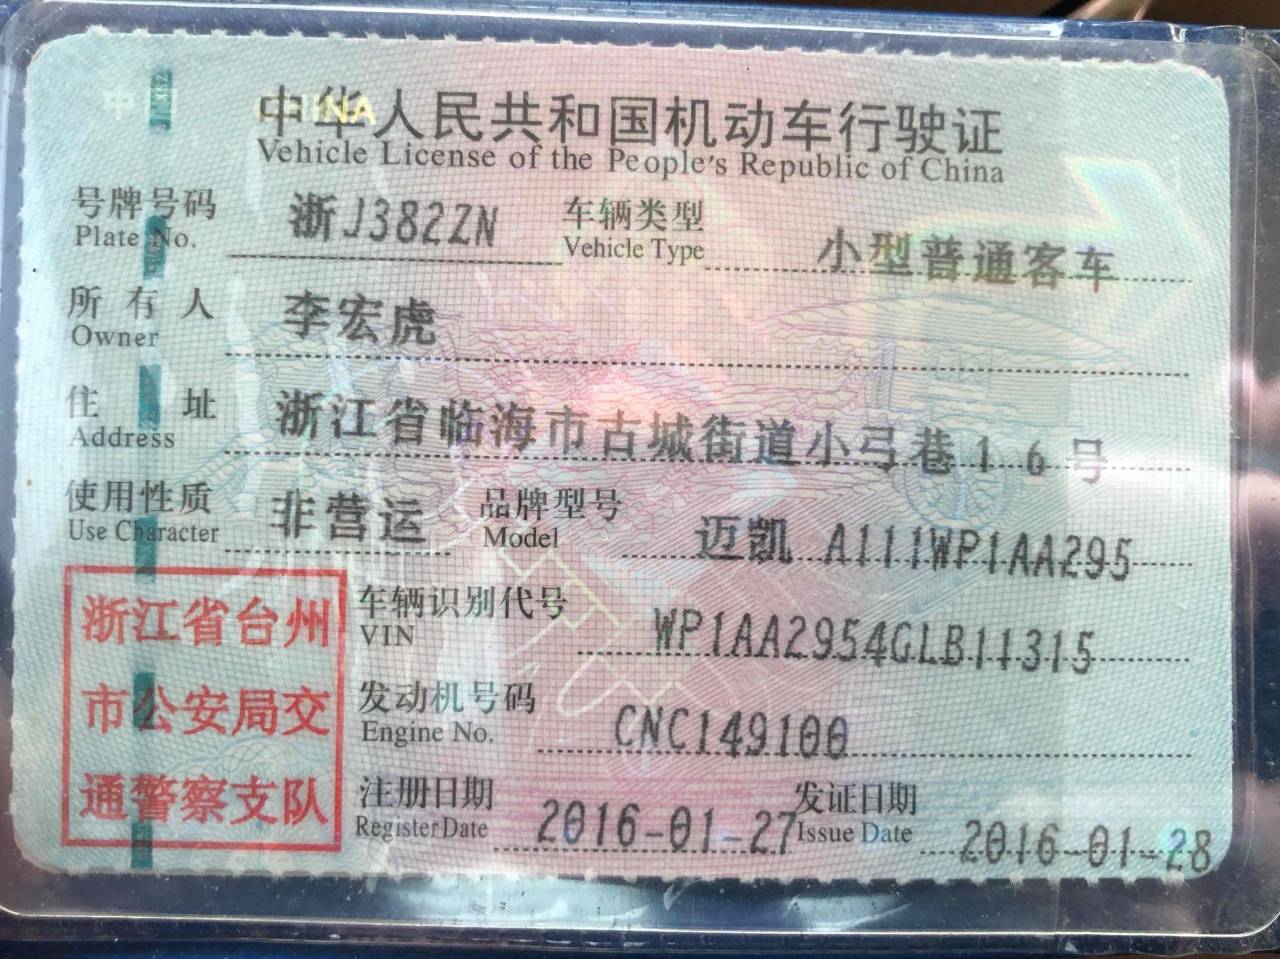 中 CHINA
中华人民共和国机动车行驶证
Vehicle License of the People's Republic of China
号牌号码 浙J382ZN 车辆类型 小型普通客车
Plate No. Vehicle Type
所有人 李宏虎
Owner
住址 浙江省临海市古城街道小弓巷16号
Address
使用性质 非营运 品牌型号 迈凯 A111WP1AA295
Use Character Model
浙江省台州
市公安局交
通警察支队
车辆识别代号 WP1AA2954GLB11315
VIN
发动机号码 CNC149100
Engine No.
注册日期 2016-01-27 发证日期 2016-01-28
Register Date Issue Date